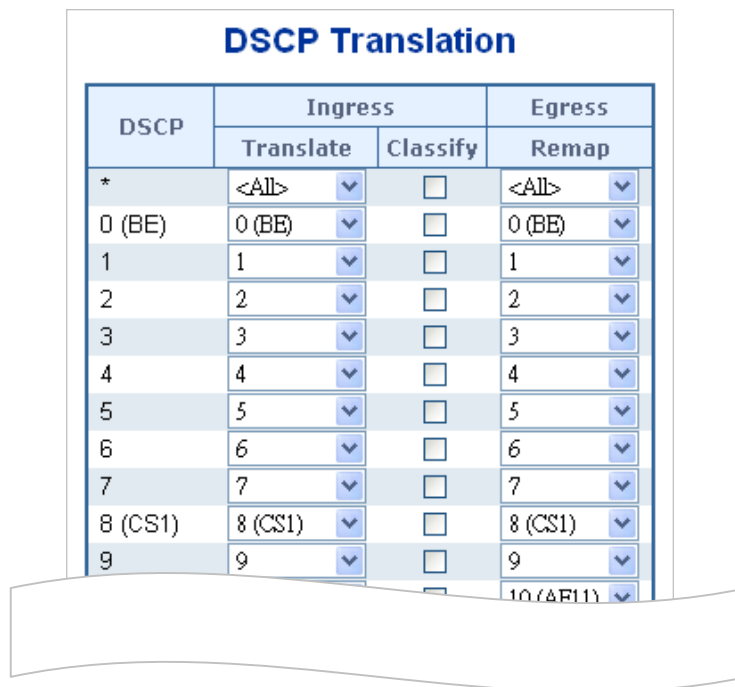 DSCP Translation
DSCP Ingress Egress
Translate Classify Remap
* <All> <All>
0 (BE) 0 (BE) 0 (BE)
1 1 1
2 2 2
3 3 3
4 4 4
5 5 5
6 6 6
7 7 7
8 (CS1) 8 (CS1) 8 (CS1)
9 9 9
10 (AF11)